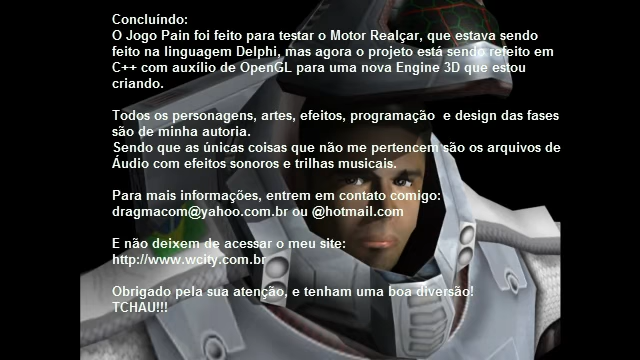 Concluíndo:
O Jogo Pain foi feito para testar o Motor Realçar, que estava sendo
feito na linguagem Delphi, mas agora o projeto está sendo refeito em
C++ com auxílio de OpenGL para uma nova Engine 3D que estou
criando.
Todos os personagens, artes, efeitos, programação e design das fases
são de minha autoria.
Sendo que as únicas coisas que não me pertencem são os arquivos de
Áudio com efeitos sonoros e trilhas musicais.
Para mais informações, entrem em contato comigo:
dragmacom@yahoo.com.br ou @hotmail.com
E não deixem de acessar o meu site:
http://www.wcity.com.br
Obrigado pela sua atenção, e tenham uma boa diversão!
TCHAU!!!